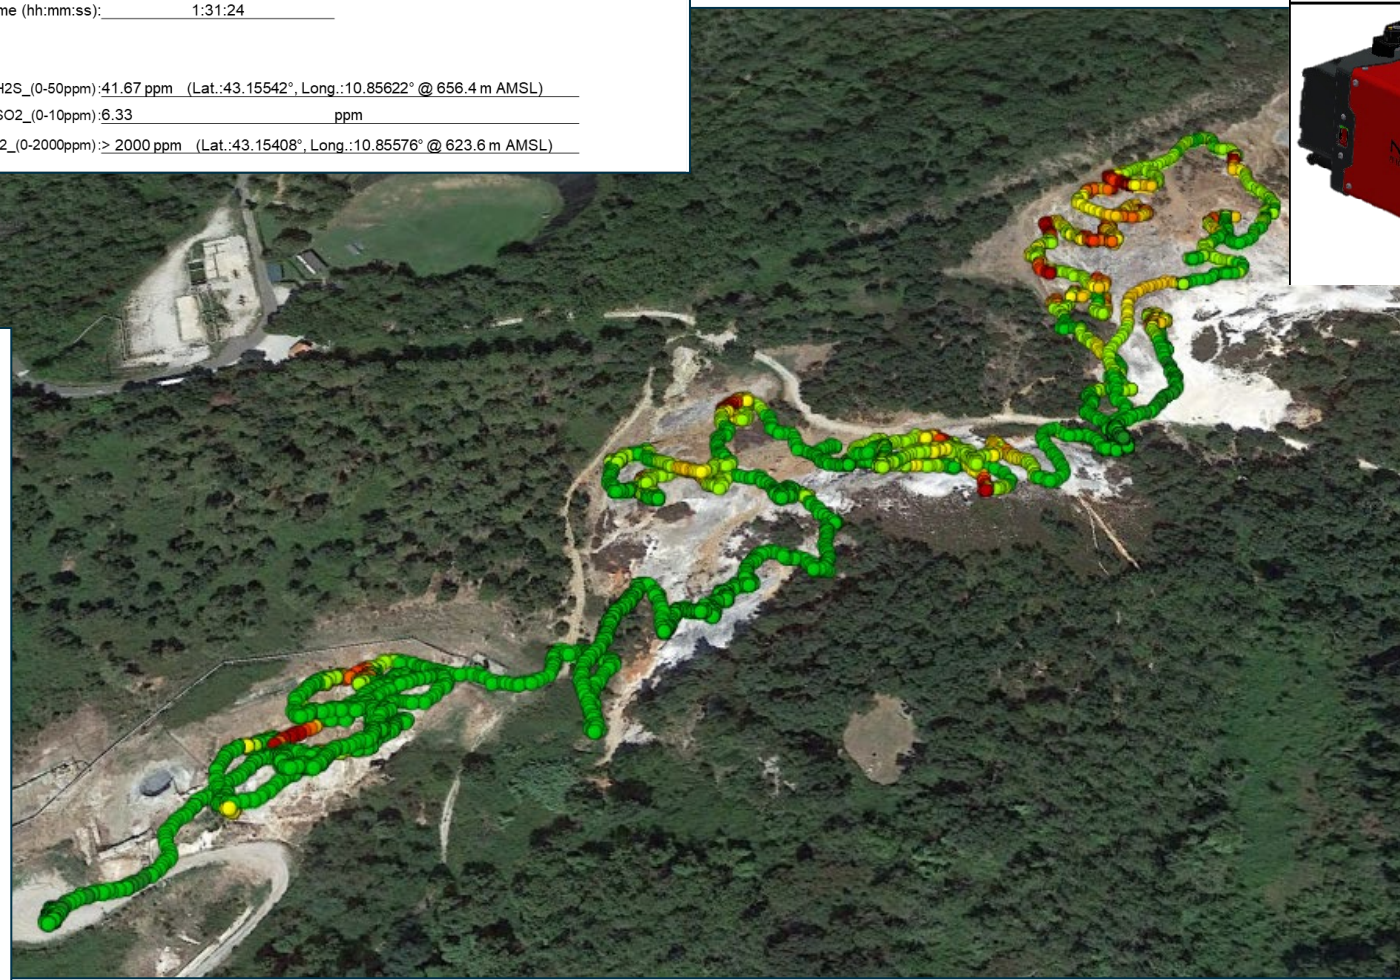 me (hh:mm:ss): 1:31:24
H2S_(0-50ppm): 41.67 ppm (Lat.:43.15542°, Long.:10.85622° @ 656.4 m AMSL)
SO2_(0-10ppm): 6.33 ppm
2_(0-2000ppm): > 2000 ppm (Lat.:43.15408°, Long.:10.85576° @ 623.6 m AMSL)